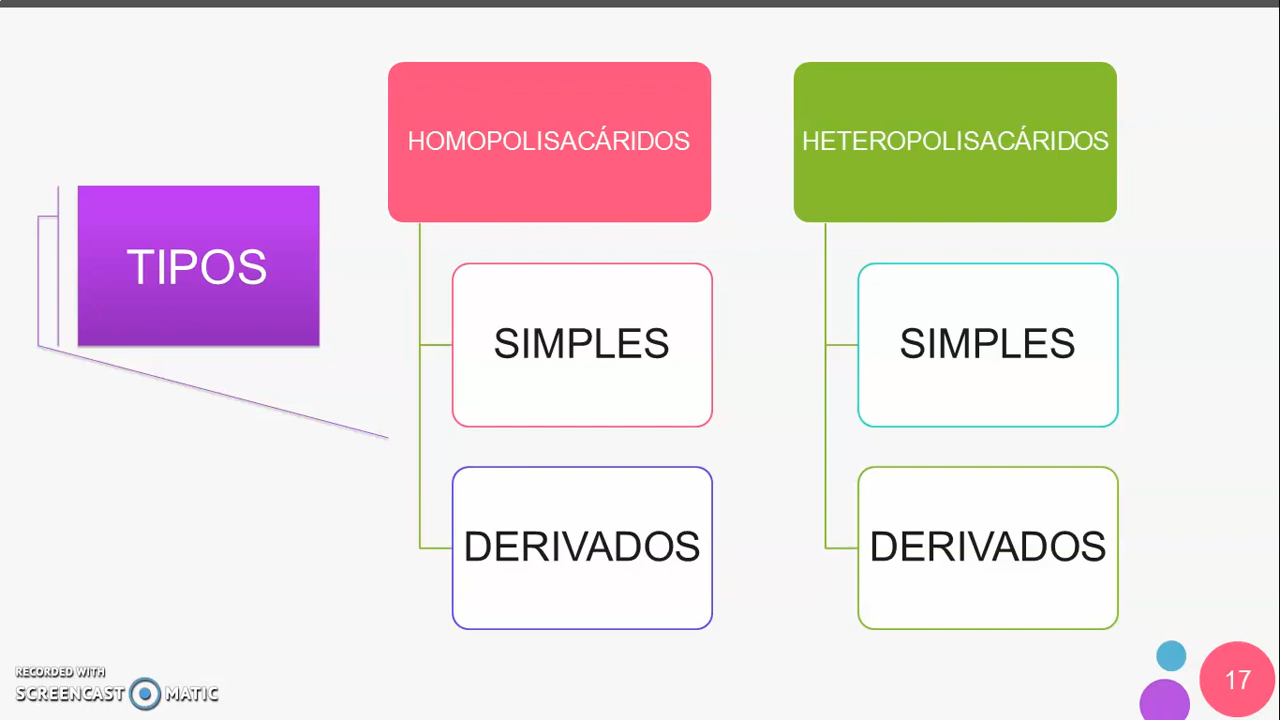 TIPOS
HOMOPOLISACÁRIDOS
SIMPLES
DERIVADOS
HETEROPOLISACÁRIDOS
SIMPLES
DERIVADOS
RECORDED WITH
SCREENCAST MATIC
17